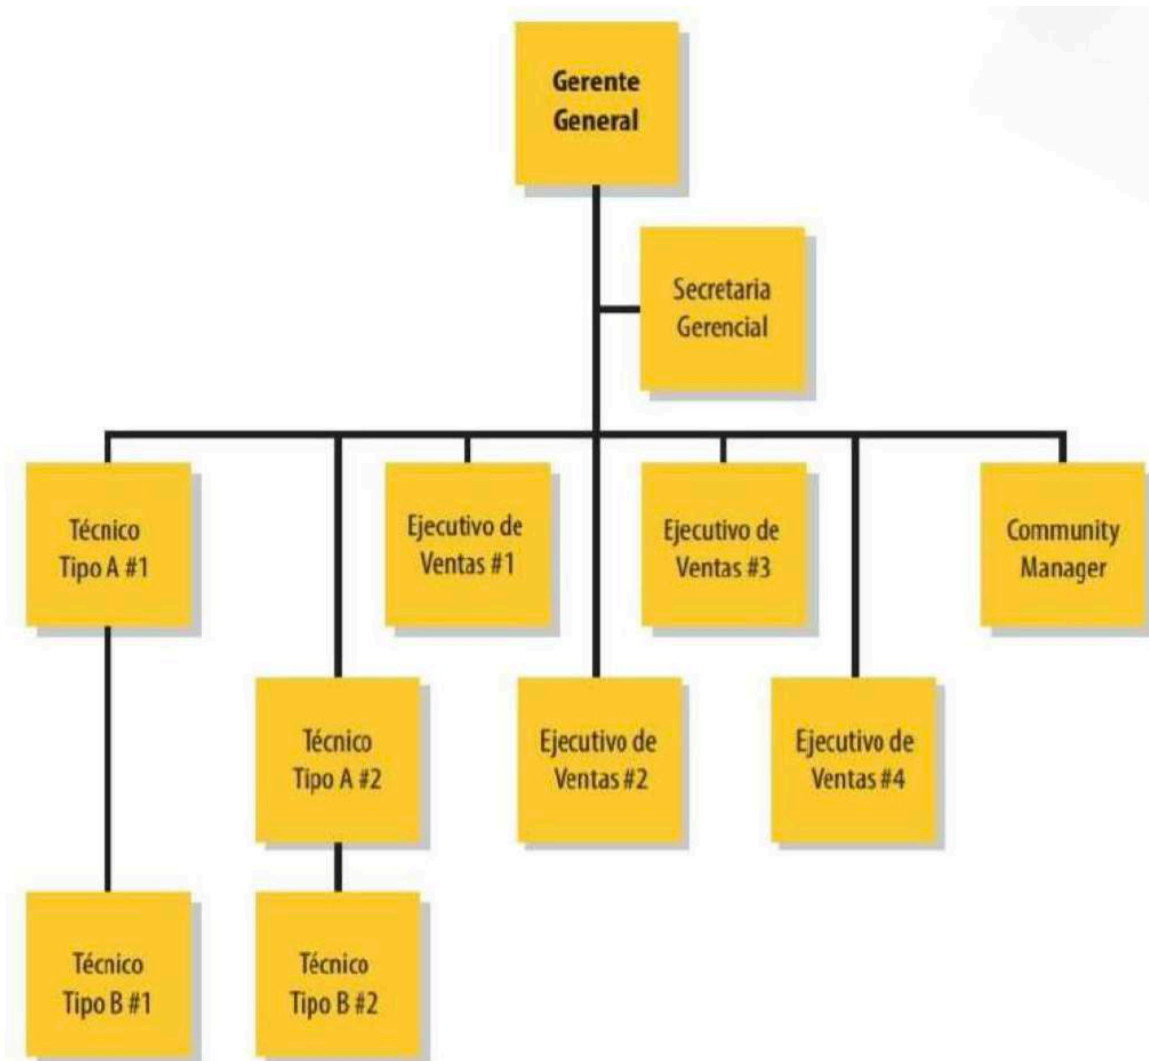 Gerente
General
Secretaria
Gerencial
Técnico
Tipo A #1
Ejecutivo de
Ventas #1
Ejecutivo de
Ventas #3
Community
Manager
Técnico
Tipo A #2
Ejecutivo de
Ventas #2
Ejecutivo de
Ventas #4
Técnico
Tipo B #1
Técnico
Tipo B #2